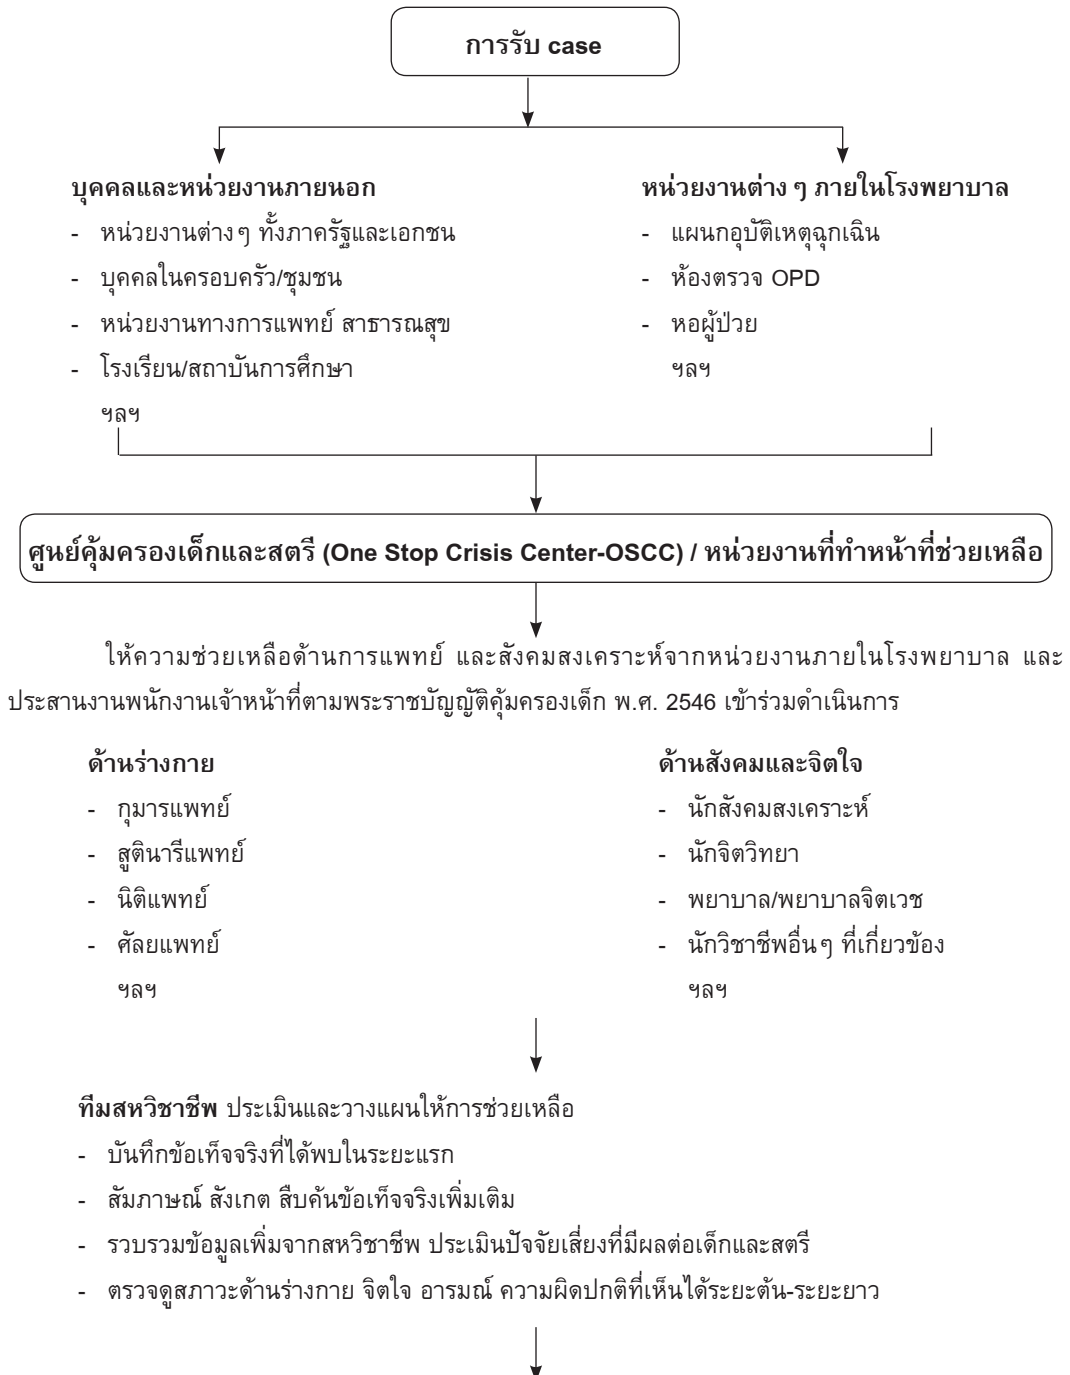 การรับ case
บุคคลและหน่วยงานภายนอก
- หน่วยงานต่างๆ ทั้งภาครัฐและเอกชน
- บุคคลในครอบครัว/ชุมชน
- หน่วยงานทางการแพทย์ สาธารณสุข
- โรงเรียน/สถาบันการศึกษา
ฯลฯ
หน่วยงานต่าง ๆ ภายในโรงพยาบาล
- แผนกอุบัติเหตุฉุกเฉิน
- ห้องตรวจ OPD
- หอผู้ป่วย
ฯลฯ
ศูนย์คุ้มครองเด็กและสตรี (One Stop Crisis Center-OSCC) / หน่วยงานที่ทำหน้าที่ช่วยเหลือ
ให้ความช่วยเหลือด้านการแพทย์ และสังคมสงเคราะห์จากหน่วยงานภายในโรงพยาบาล และ
ประสานงานพนักงานเจ้าหน้าที่ตามพระราชบัญญัติคุ้มครองเด็ก พ.ศ. 2546 เข้าร่วมดำเนินการ
ด้านร่างกาย
- กุมารแพทย์
- สูตินารีแพทย์
- นิติแพทย์
- ศัลยแพทย์
ฯลฯ
ด้านสังคมและจิตใจ
- นักสังคมสงเคราะห์
- นักจิตวิทยา
- พยาบาล/พยาบาลจิตเวช
- นักวิชาชีพอื่นๆ ที่เกี่ยวข้อง
ฯลฯ
ทีมสหวิชาชีพ ประเมินและวางแผนให้การช่วยเหลือ
- บันทึกข้อเท็จจริงที่ได้พบในระยะแรก
- สัมภาษณ์ สังเกต สืบค้นข้อเท็จจริงเพิ่มเติม
- รวบรวมข้อมูลเพิ่มจากสหวิชาชีพ ประเมินปัจจัยเสี่ยงที่มีผลต่อเด็กและสตรี
- ตรวจดูสภาวะด้านร่างกาย จิตใจ อารมณ์ ความผิดปกติที่เห็นได้ระยะต้น-ระยะยาว